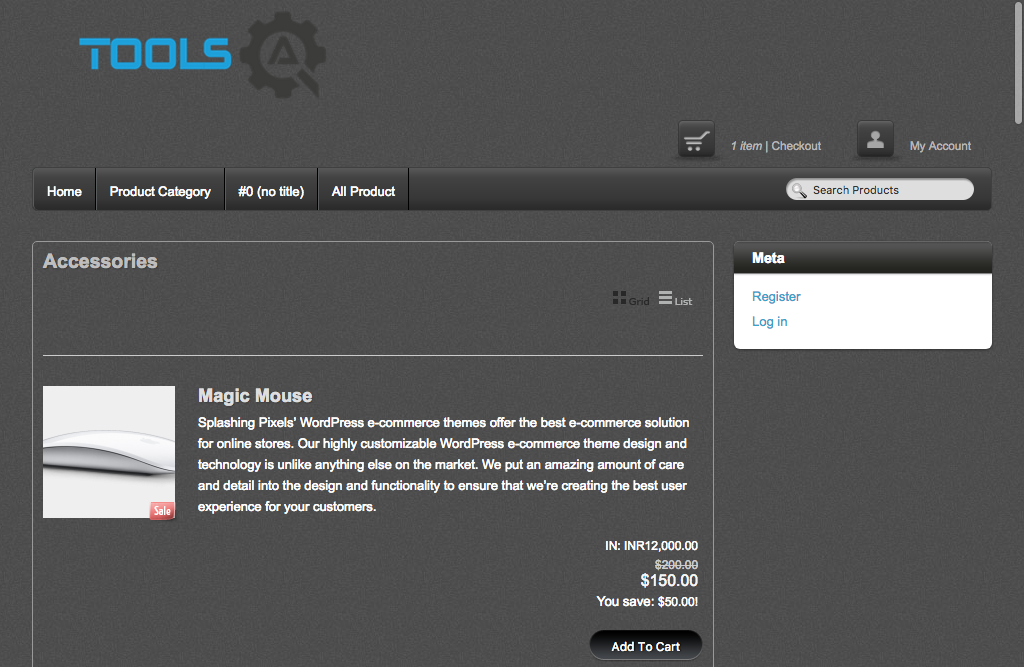 TOOLS
1 item | Checkout
My Account
Home
Product Category
#0 (no title)
All Product
Search Products
Accessories
Grid
List
Meta
Register
Log in
Magic Mouse
Splashing Pixels' WordPress e-commerce themes offer the best e-commerce solution
for online stores. Our highly customizable WordPress e-commerce theme design and
technology is unlike anything else on the market. We put an amazing amount of care
and detail into the design and functionality to ensure that we're creating the best user
experience for your customers.
Sale
IN: INR12,000.00
$200.00
$150.00
You save: $50.00!
Add To Cart